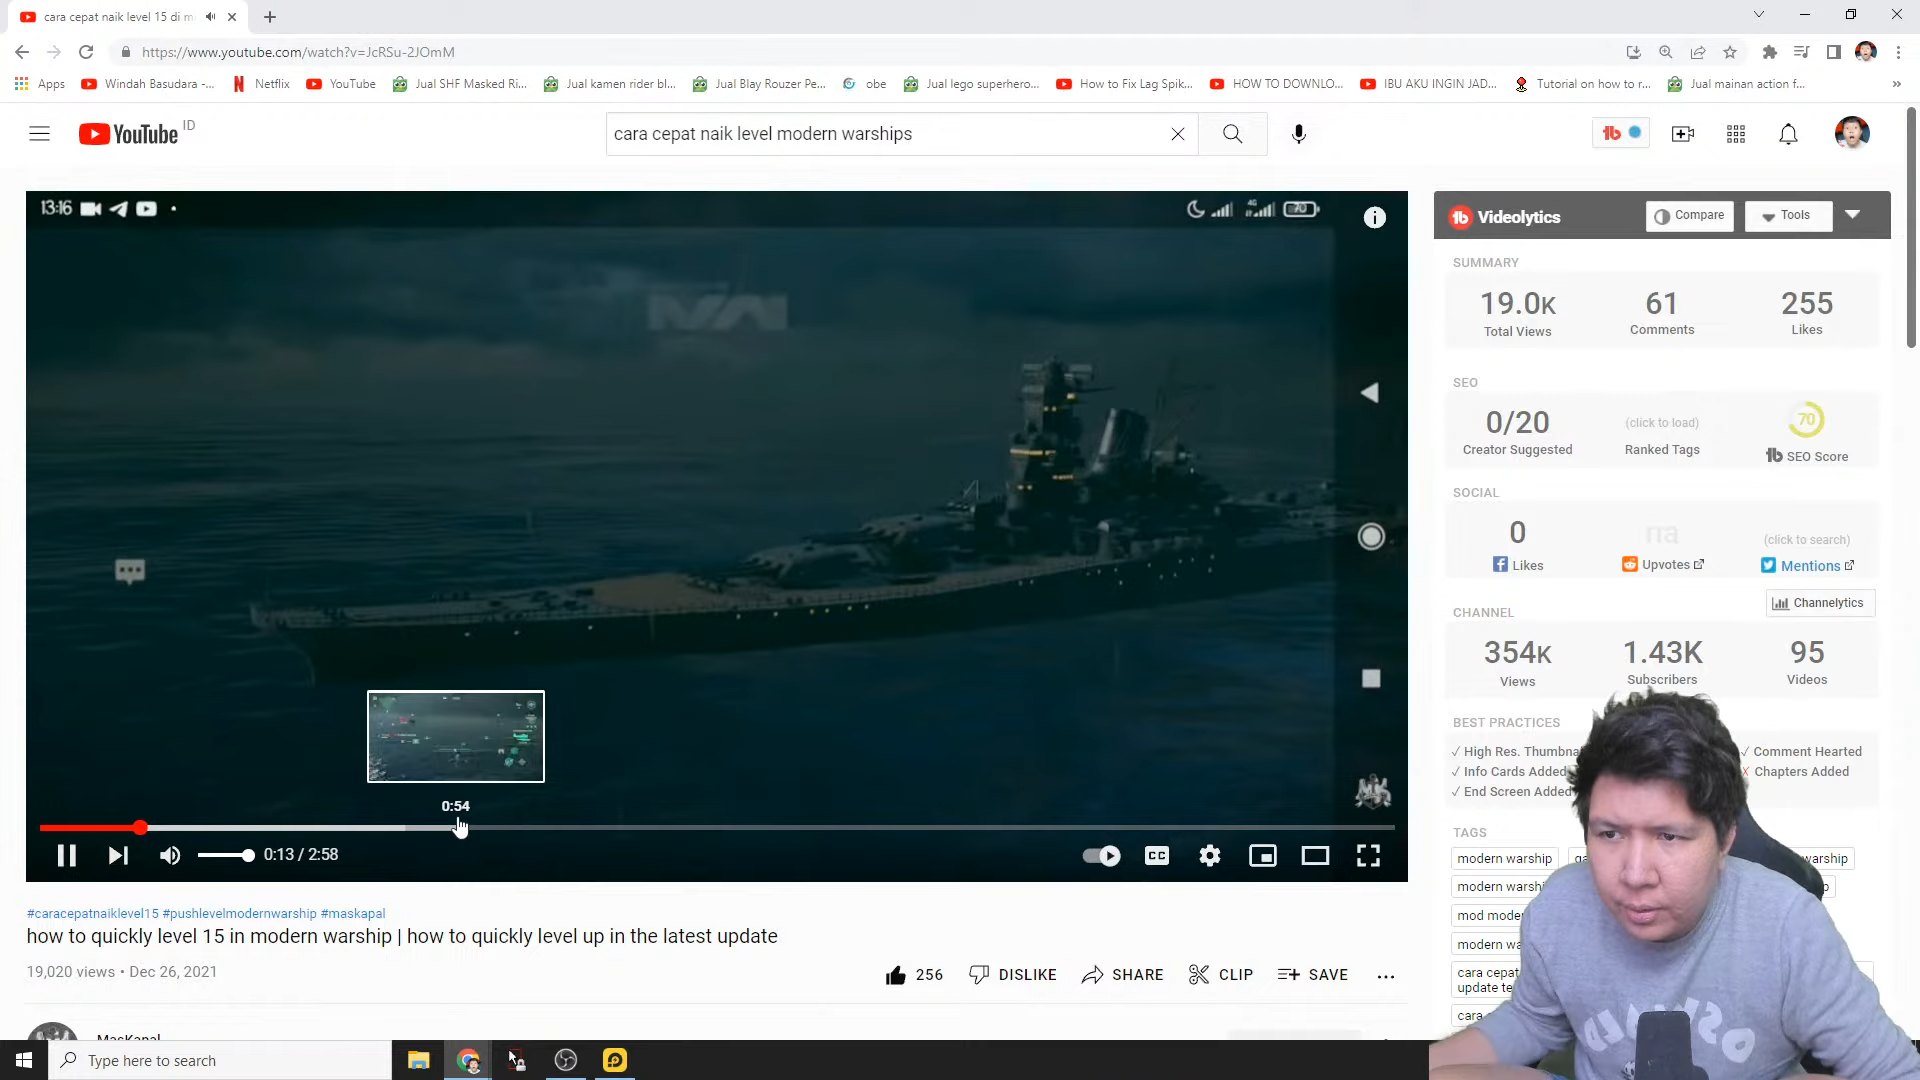 cara cepat naik level 15 di m
https://www.youtube.com/watch?v=JcRSu-2JOmM
Apps
Windah Basudara -...
Netflix
YouTube
Jual SHF Masked Ri...
Jual kamen rider bl...
Jual Blay Rouzer Pe...
obe
Jual lego superhero...
How to Fix Lag Spik...
HOW TO DOWNLO...
IBU AKU INGIN JAD...
Tutorial on how to r...
Jual mainan action f...
YouTube ID
cara cepat naik level modern warships
13:16
4G
70
Videolytics
Compare
Tools
SUMMARY
19.0K
61
255
Total Views
Comments
Likes
SEO
0/20
(click to load)
70
Creator Suggested
Ranked Tags
SEO Score
SOCIAL
0
(click to search)
Likes
Upvotes
Mentions
CHANNEL
Channelytics
354K
1.43K
95
Views
Subscribers
Videos
BEST PRACTICES
✓ High Res. Thumbna
✓ Comment Hearted
✓ Info Cards Added
X Chapters Added
✓ End Screen Added
TAGS
modern warship
ga
warship
modern warshi
p
mod moder
modern wa
cara cepat
update te
cara
0:54
0:13 / 2:58
CC
#caracepatnaiklevel15 #pushlevelmodernwarship #maskapal
how to quickly level 15 in modern warship | how to quickly level up in the latest update
19,020 views • Dec 26, 2021
256
DISLIKE
SHARE
CLIP
SAVE
MasKapal
Type here to search